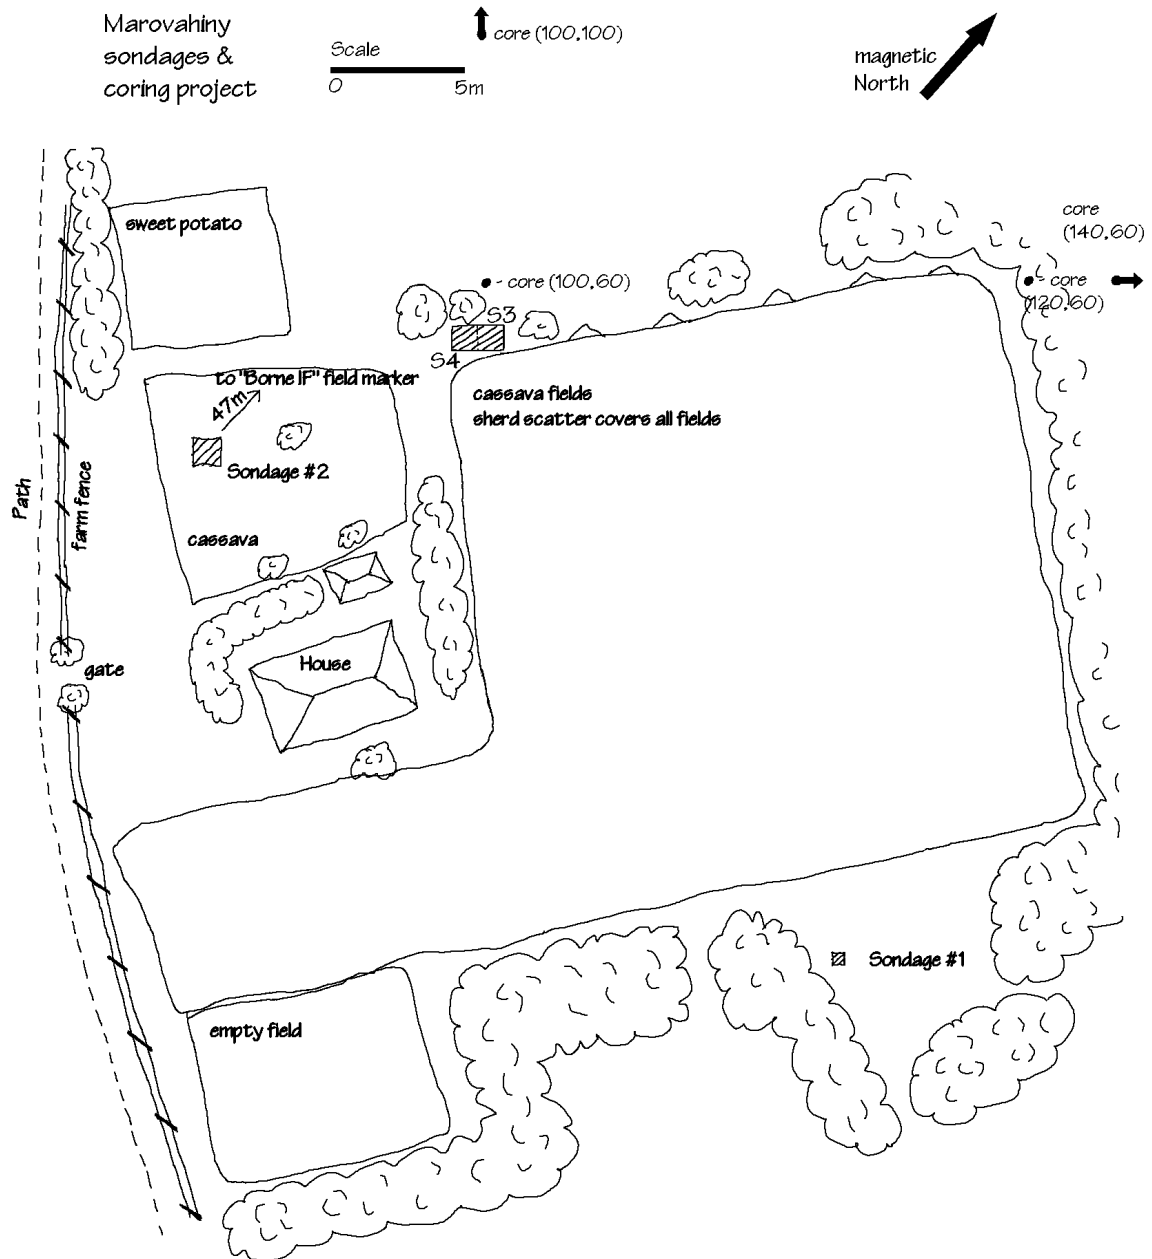 Marovahiny
sondages &
coring project
Scale
0 5m
core (100,100)
magnetic
North
sweet potato
core
(140,60)
- core (100,60)
- core
(120,60)
S3
S4
to "Borne IF" field marker
47m
cassava fields
sherd scatter covers all fields
Sondage #2
Path
farm fence
cassava
House
gate
Sondage #1
empty field